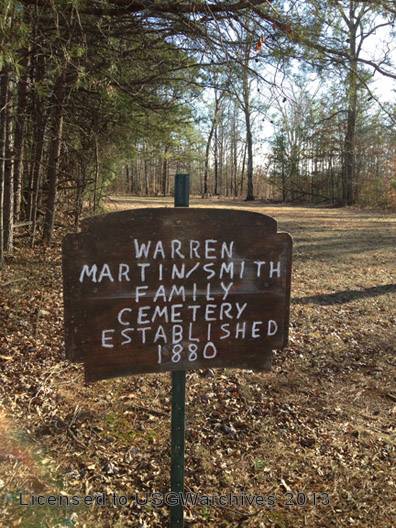 WARREN
MARTIN/SMITH
FAMILY
CEMETERY
ESTABLISHED
1880
Licensed to USGWarchives 2013